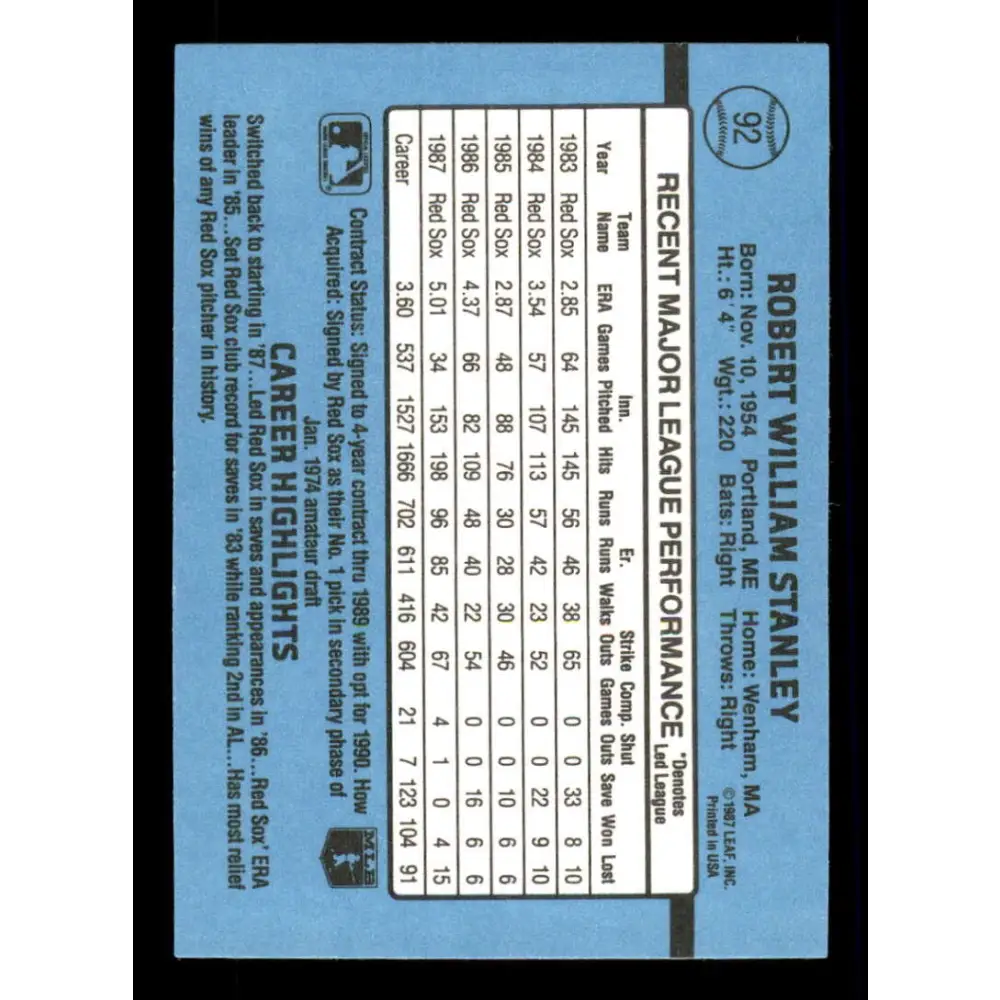 92
ROBERT WILLIAM STANLEY
Born: Nov. 10, 1954 Portland, ME Home: Wenham, MA
Ht.: 6' 4" Wgt.: 220 Bats: Right Throws: Right
©1987 LEAF, INC.
Printed in USA
RECENT MAJOR LEAGUE PERFORMANCE *Denotes
Led League
Team Inn. Er. Strike Comp. Shut
Year Name ERA Games Pitched Hits Runs Runs Walks Outs Games Outs Save Won Lost
1983 Red Sox 2.85 64 145 145 56 46 38 65 0 0 33 8 10
1984 Red Sox 3.54 57 107 113 57 42 23 52 0 0 22 9 10
1985 Red Sox 2.87 48 88 76 30 28 30 46 0 0 10 6 6
1986 Red Sox 4.37 66 82 109 48 40 22 54 0 0 16 6 6
1987 Red Sox 5.01 34 153 198 96 85 42 67 4 1 0 4 15
Career 3.60 537 1527 1666 702 611 416 604 21 7 123 104 91
Contract Status: Signed to 4-year contract thru 1989 with opt for 1990. How
Acquired: Signed by Red Sox as their No. 1 pick in secondary phase of
Jan. 1974 amataur draft
MLB
CAREER HIGHLIGHTS
Switched back to starting in '87...Led Red Sox in saves and appearances in '86...Red Sox' ERA
leader in '85...Set Red Sox club record for saves in '83 while ranking 2nd in AL...Has most relief
wins of any Red Sox pitcher in history.